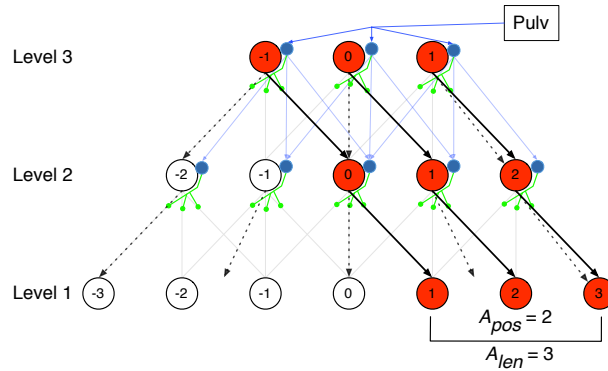 Pulv
Level 3
-1 0 1
Level 2
-2 -1 0 1 2
Level 1
-3 -2 -1 0 1 2 3
A_pos = 2
A_len = 3